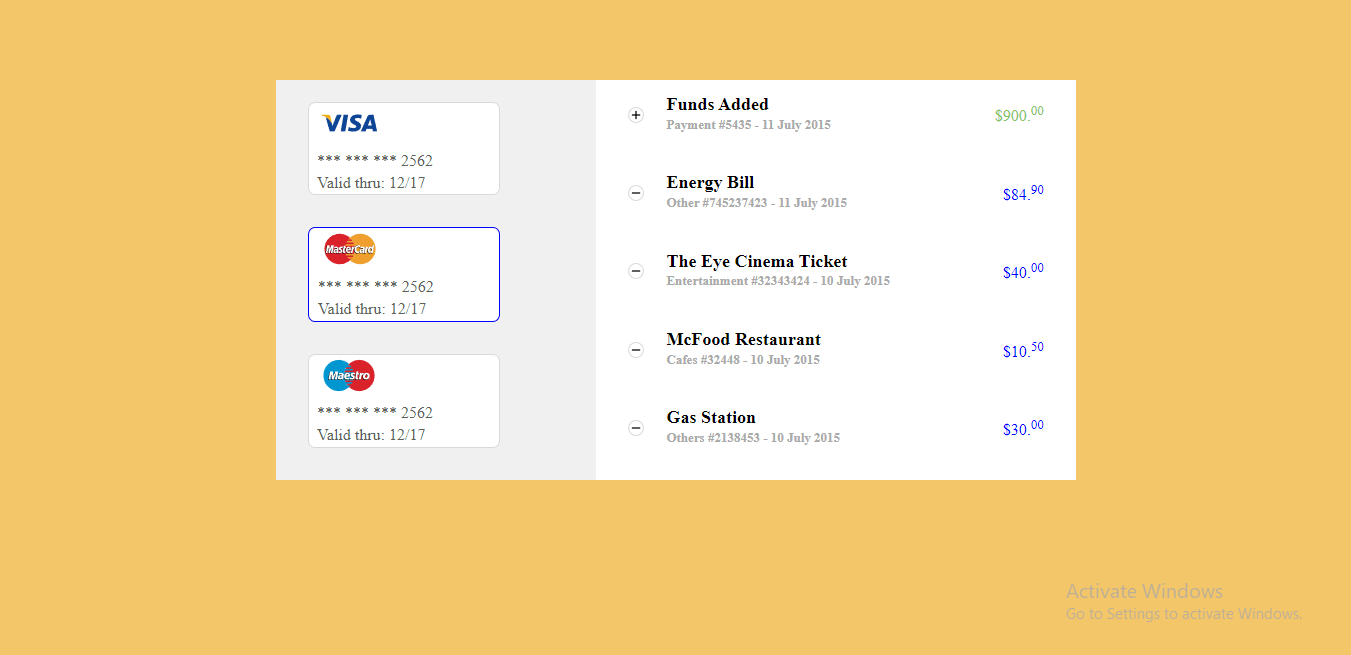 VISA
*** *** *** 2562
Valid thru: 12/17
MasterCard
*** *** *** 2562
Valid thru: 12/17
Maestro
*** *** *** 2562
Valid thru: 12/17
Funds Added
$900.00
Payment #5435 - 11 July 2015
Energy Bill
$84.90
Other #745237423 - 11 July 2015
The Eye Cinema Ticket
$40.00
Entertainment #32343424 - 10 July 2015
McFood Restaurant
$10.50
Cafes #32448 - 10 July 2015
Gas Station
$30.00
Others #2138453 - 10 July 2015
Activate Windows
Go to Settings to activate Windows.